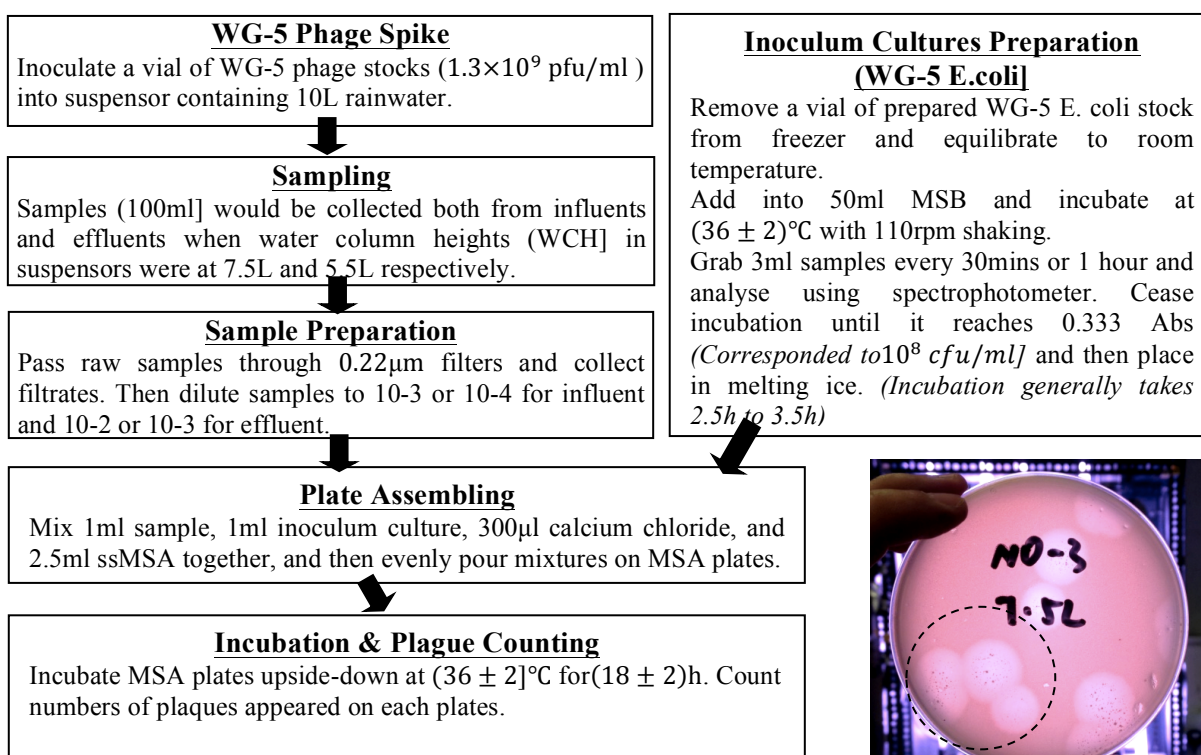 WG-5 Phage Spike
Inoculate a vial of WG-5 phage stocks (1.3×10⁹ pfu/ml )
into suspensor containing 10L rainwater.
Sampling
Samples (100ml] would be collected both from influents
and effluents when water column heights (WCH] in
suspensors were at 7.5L and 5.5L respectively.
Sample Preparation
Pass raw samples through 0.22µm filters and collect
filtrates. Then dilute samples to 10-3 or 10-4 for influent
and 10-2 or 10-3 for effluent.
Inoculum Cultures Preparation
(WG-5 E.coli]
Remove a vial of prepared WG-5 E. coli stock
from freezer and equilibrate to room
temperature.
Add into 50ml MSB and incubate at
(36 ± 2)℃ with 110rpm shaking.
Grab 3ml samples every 30mins or 1 hour and
analyse using spectrophotometer. Cease
incubation until it reaches 0.333 Abs
(Corresponded to10⁸ cfu/ml] and then place
in melting ice. (Incubation generally takes
2.5h to 3.5h)
Plate Assembling
Mix 1ml sample, 1ml inoculum culture, 300µl calcium chloride, and
2.5ml ssMSA together, and then evenly pour mixtures on MSA plates.
Incubation & Plague Counting
Incubate MSA plates upside-down at (36 ± 2]℃ for(18 ± 2)h. Count
numbers of plaques appeared on each plates.
NO-3
7.5L